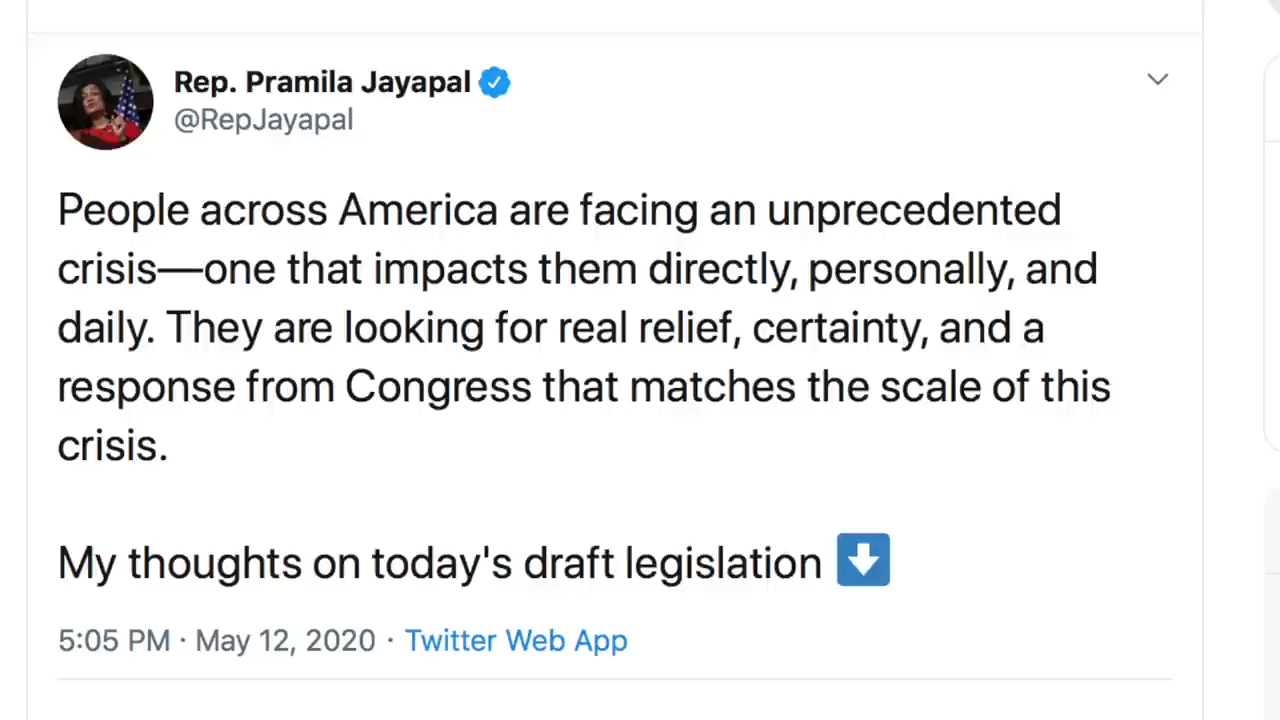 Rep. Pramila Jayapal
@RepJayapal
People across America are facing an unprecedented
crisis—one that impacts them directly, personally, and
daily. They are looking for real relief, certainty, and a
response from Congress that matches the scale of this
crisis.
My thoughts on today's draft legislation ⬇️
5:05 PM · May 12, 2020 · Twitter Web App